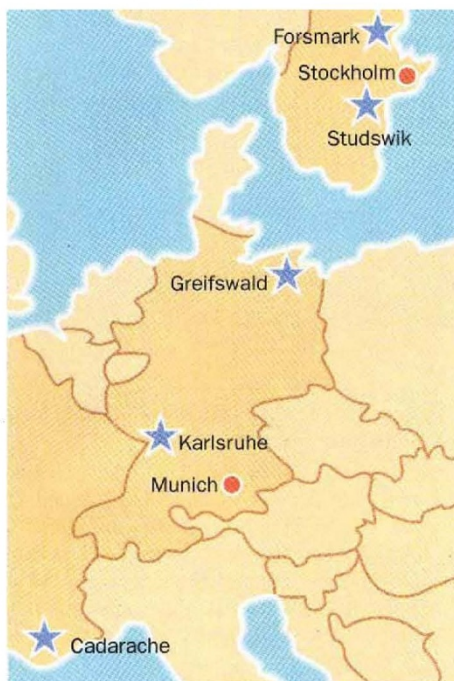 Forsmark
Stockholm
Studswik
Greifswald
Karlsruhe
Munich
Cadarache